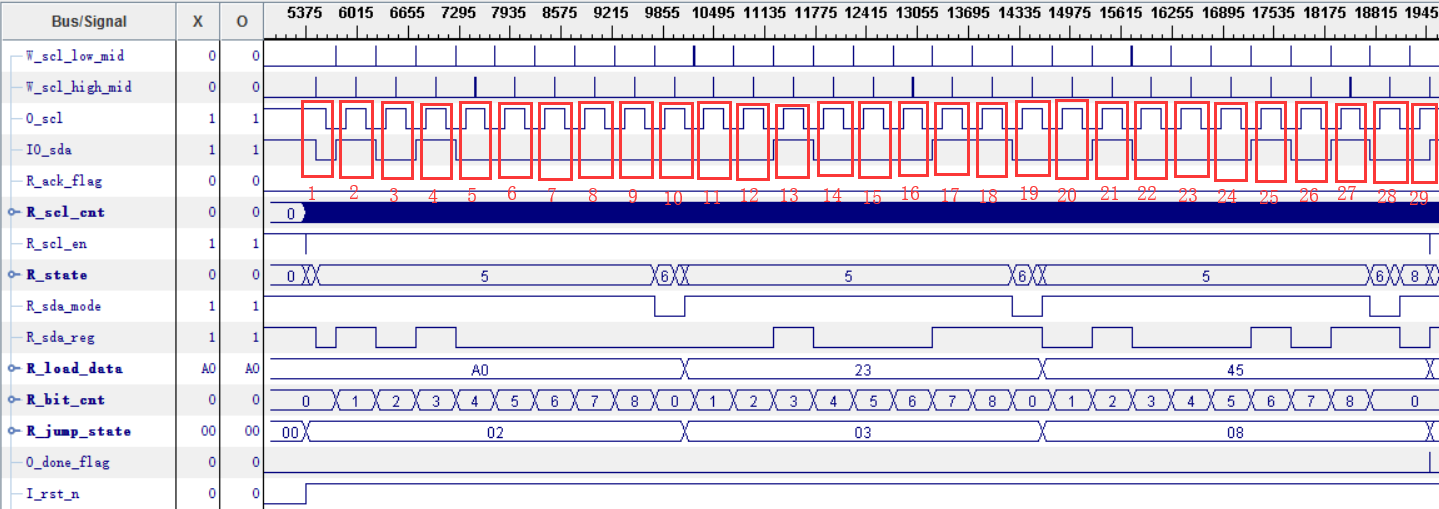 Bus/Signal X O 5375 6015 6655 7295 7935 8575 9215 9855 10495 11135 11775 12415 13055 13695 14335 14975 15615 16255 16895 17535 18175 18815 1945
W_scl_low_mid 0 0
W_scl_high_mid 0 0
O_scl 1 1
IO_sda 1 1
R_ack_flag 0 0
1 2 3 4 5 6 7 8 9 10 11 12 13 14 15 16 17 18 19 20 21 22 23 24 25 26 27 28 29
R_scl_cnt 0 0 0
R_scl_en 1 1
R_state 0 0 0 5 6 5 6 5 6 8
R_sda_mode 1 1
R_sda_reg 1 1
R_load_data A0 A0 A0 23 45
R_bit_cnt 0 0 0 1 2 3 4 5 6 7 8 0 1 2 3 4 5 6 7 8 0 1 2 3 4 5 6 7 8 0
R_jump_state 00 00 00 02 03 08
O_done_flag 0 0
I_rst_n 0 0